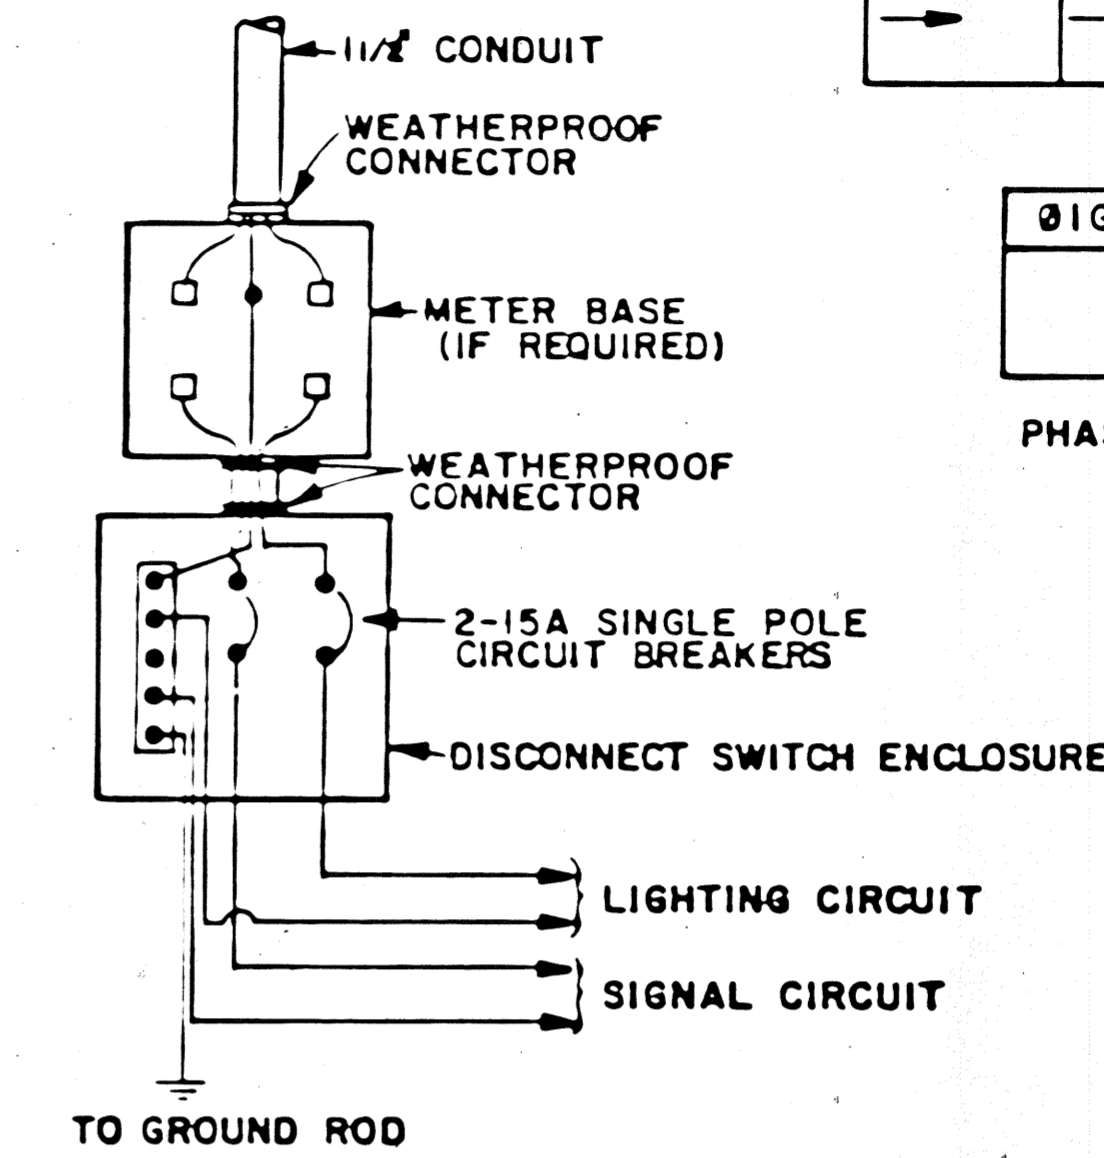 1 1/2" CONDUIT
WEATHERPROOF
CONNECTOR
METER BASE
(IF REQUIRED)
WEATHERPROOF
CONNECTOR
2-15A SINGLE POLE
CIRCUIT BREAKERS
DISCONNECT SWITCH ENCLOSURE
LIGHTING CIRCUIT
SIGNAL CIRCUIT
TO GROUND ROD
PHAS